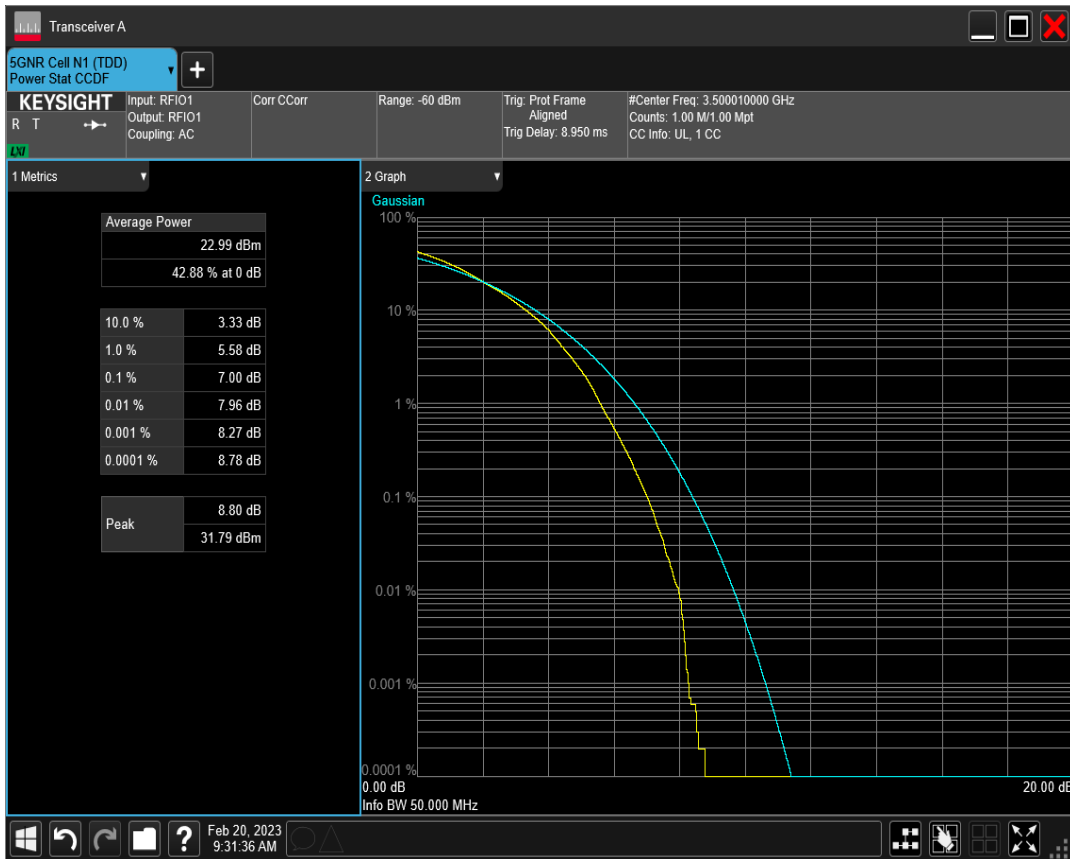 Transceiver A
5GNR Cell N1 (TDD)
Power Stat CCDF
+
KEYSIGHT
R T
LXI
Input: RFIO1
Output: RFIO1
Coupling: AC
Corr CCorr
Range: -60 dBm
Trig: Prot Frame
Aligned
Trig Delay: 8.950 ms
#Center Freq: 3.500010000 GHz
Counts: 1.00 M/1.00 Mpt
CC Info: UL, 1 CC
1 Metrics
Average Power
22.99 dBm
42.88 % at 0 dB
10.0 % 3.33 dB
1.0 % 5.58 dB
0.1 % 7.00 dB
0.01 % 7.96 dB
0.001 % 8.27 dB
0.0001 % 8.78 dB
Peak 8.80 dB
31.79 dBm
2 Graph
Gaussian
100 %
10 %
1 %
0.1 %
0.01 %
0.001 %
0.0001 %
0.00 dB 20.00 dB
Info BW 50.000 MHz
?
Feb 20, 2023
9:31:36 AM